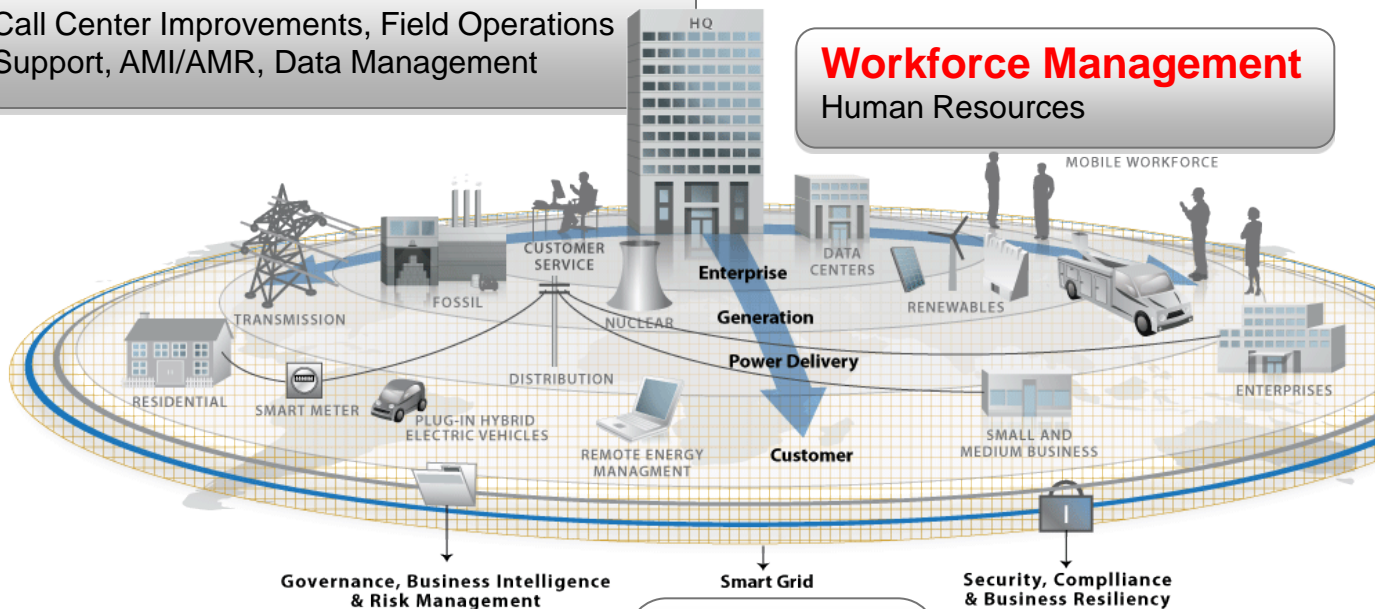 Call Center Improvements, Field Operations
Support, AMI/AMR, Data Management
HQ
Workforce Management
Human Resources
MOBILE WORKFORCE
CUSTOMER
SERVICE
DATA
CENTERS
Enterprise
FOSSIL
RENEWABLES
TRANSMISSION
NUCLEAR
Generation
Power Delivery
DISTRIBUTION
RESIDENTIAL
SMART METER
ENTERPRISES
PLUG-IN HYBRID
ELECTRIC VEHICLES
SMALL AND
MEDIUM BUSINESS
REMOTE ENERGY
MANAGMENT
Customer
Governance, Business Intelligence
& Risk Management
Smart Grid
Security, Complliance
& Business Resiliency